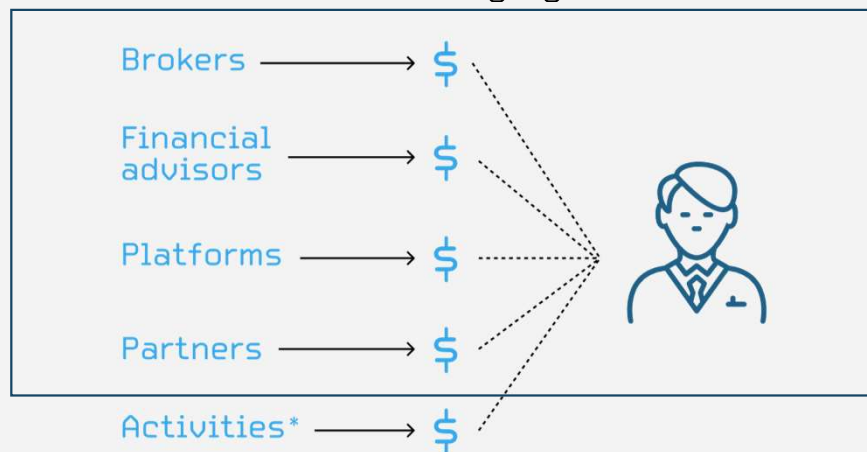 Brokers $
Financial
advisors $
Platforms $
Partners $
Activities* $